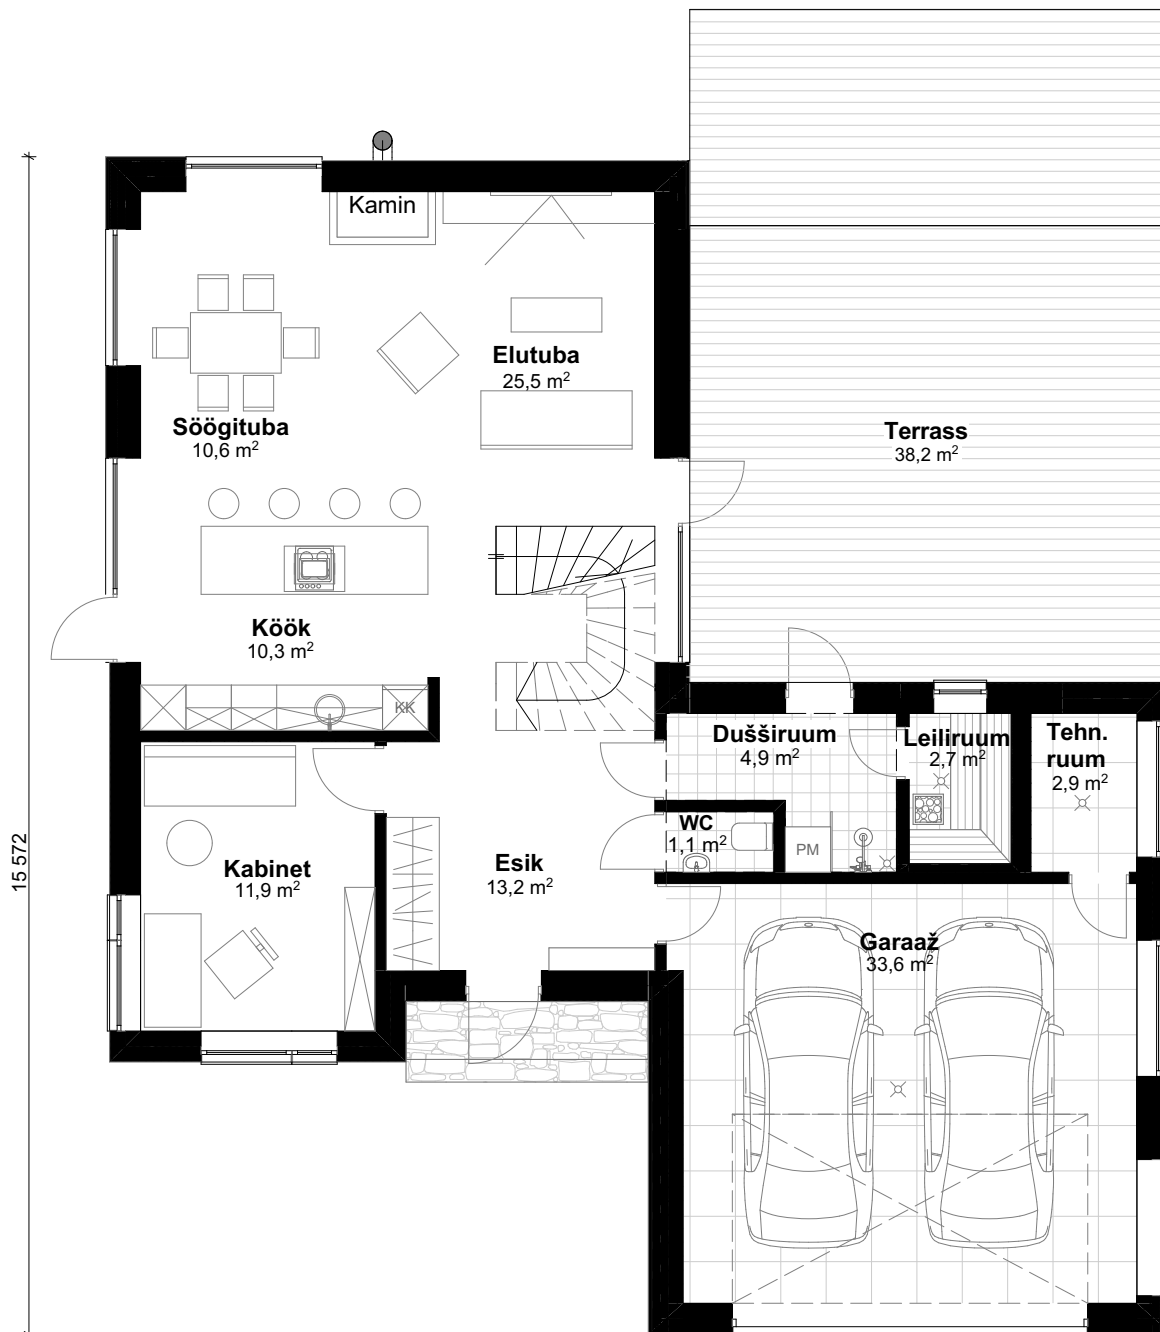 Kamin
Elutuba
25,5 m²
Söögituba
10,6 m²
Terrass
38,2 m²
Köök
10,3 m²
KK
Dušširuum
4,9 m²
Leiliruum
2,7 m²
Tehn.
ruum
2,9 m²
WC
1,1 m²
PM
Kabinet
11,9 m²
Esik
13,2 m²
Garaaž
33,6 m²
15 572